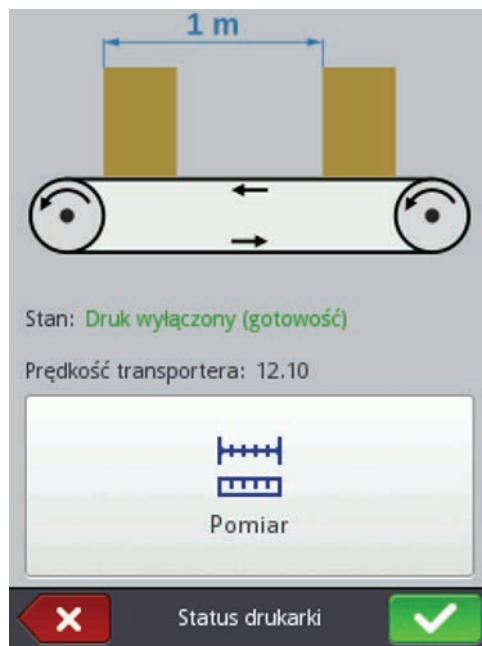 1 m
Stan: Druk wyłączony (gotowość)
Prędkość transportera: 12.10
Pomiar
Status drukarki